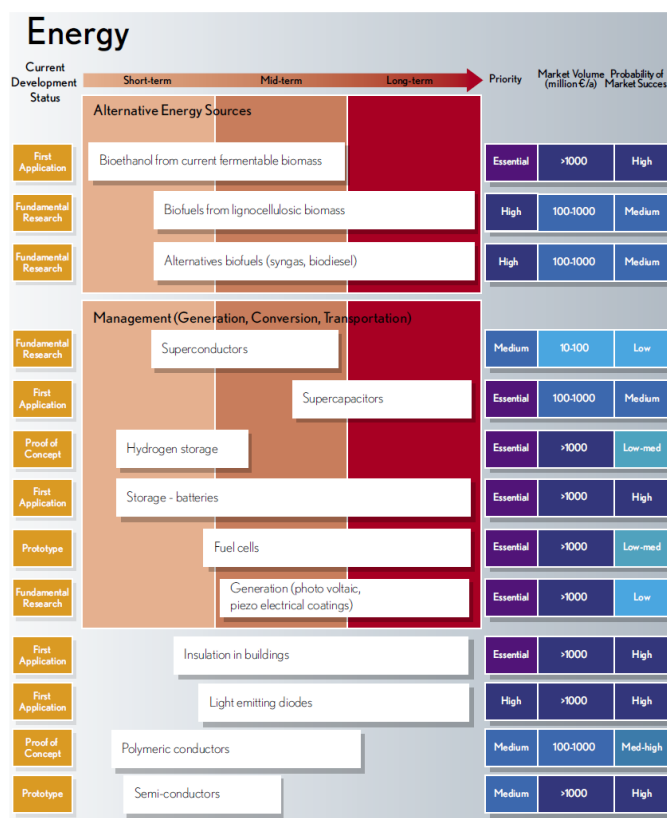 Energy
Current
Development
Status
Short-term
Mid-term
Long-term
Priority
Market Volume
(million €/a)
Probability of
Market Succes
Alternative Energy Sources
First
Application
Bioethanol from current fermentable biomass
Essential
>1000
High
Fundamental
Research
Biofuels from lignocellulosic biomass
High
100-1000
Medium
Fundamental
Research
Alternatives biofuels (syngas, biodiesel)
High
100-1000
Medium
Management (Generation, Conversion, Transportation)
Fundamental
Research
Superconductors
Medium
10-100
Low
First
Application
Supercapacitors
Essential
100-1000
Medium
Proof of
Concept
Hydrogen storage
Essential
>1000
Low-med
First
Application
Storage - batteries
Essential
>1000
High
Prototype
Fuel cells
Essential
>1000
Low-med
Fundamental
Research
Generation (photo voltaic,
piezo electrical coatings)
Essential
>1000
Low
First
Application
Insulation in buildings
Essential
>1000
High
First
Application
Light emitting diodes
High
>1000
High
Proof of
Concept
Polymeric conductors
Medium
100-1000
Med-high
Prototype
Semi-conductors
Medium
>1000
High